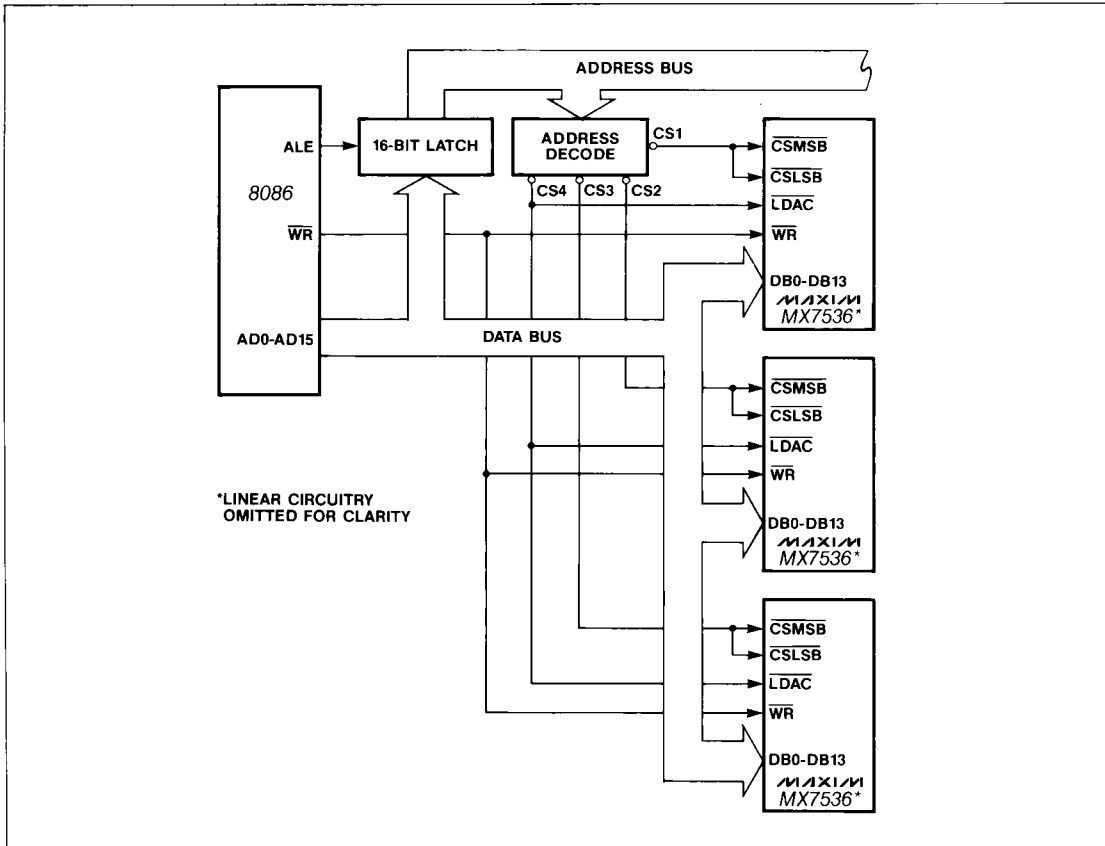 ADDRESS BUS
ALE
16-BIT LATCH
ADDRESS
DECODE
CS1
CS4
CS3
CS2
8086
WR
AD0-AD15
DATA BUS
CSMSB
CSLSB
LDAC
WR
DB0-DB13
MAXIM
MX7536*
CSMSB
CSLSB
LDAC
WR
DB0-DB13
MAXIM
MX7536*
CSMSB
CSLSB
LDAC
WR
DB0-DB13
MAXIM
MX7536*
*LINEAR CIRCUITRY
OMITTED FOR CLARITY